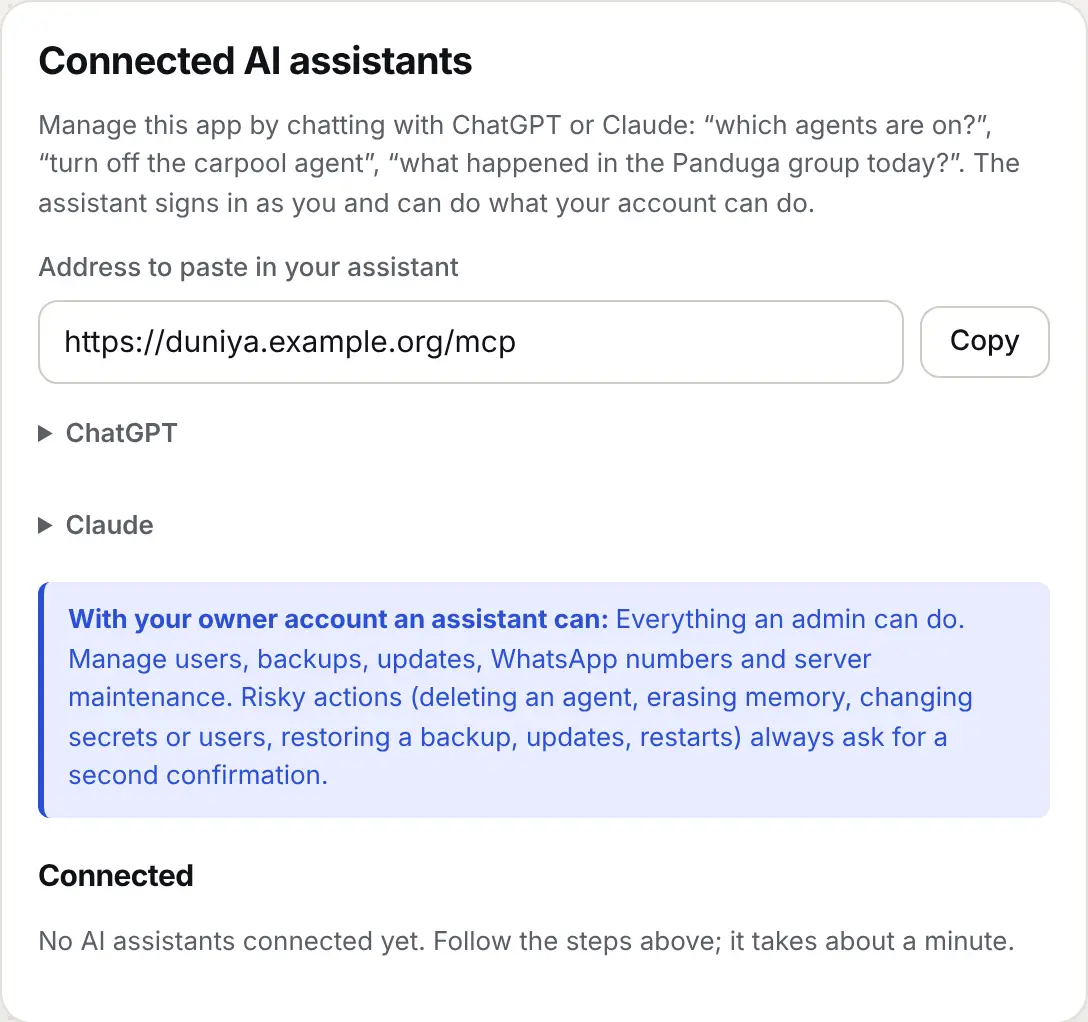 Connected AI assistants
Manage this app by chatting with ChatGPT or Claude: “which agents are on?”,
“turn off the carpool agent”, “what happened in the Panduga group today?”. The
assistant signs in as you and can do what your account can do.
Address to paste in your assistant
https://duniya.example.org/mcp
Copy
ChatGPT
Claude
With your owner account an assistant can: Everything an admin can do.
Manage users, backups, updates, WhatsApp numbers and server
maintenance. Risky actions (deleting an agent, erasing memory, changing
secrets or users, restoring a backup, updates, restarts) always ask for a
second confirmation.
Connected
No AI assistants connected yet. Follow the steps above; it takes about a minute.